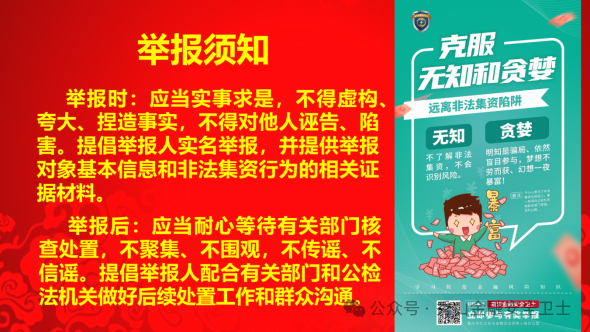 举报须知
举报时：应当实事求是，不得虚构、
夸大、捏造事实，不得对他人诬告、陷
害。提倡举报人实名举报，并提供举报
对象基本信息和非法集资行为的相关证
据材料。
举报后：应当耐心等待有关部门核
查处置，不聚集、不围观，不传谣、不
信谣。提倡举报人配合有关部门和公检
法机关做好后续处置工作和群众沟通。
克服
无知和贪婪
远离非法集资陷阱
无知
不了解非法
集资，不会
识别风险。
贪婪
明知是骗局、依然
盲目参与，梦想不
劳而获、幻想一夜
暴富！
暴富
公众号
卫士